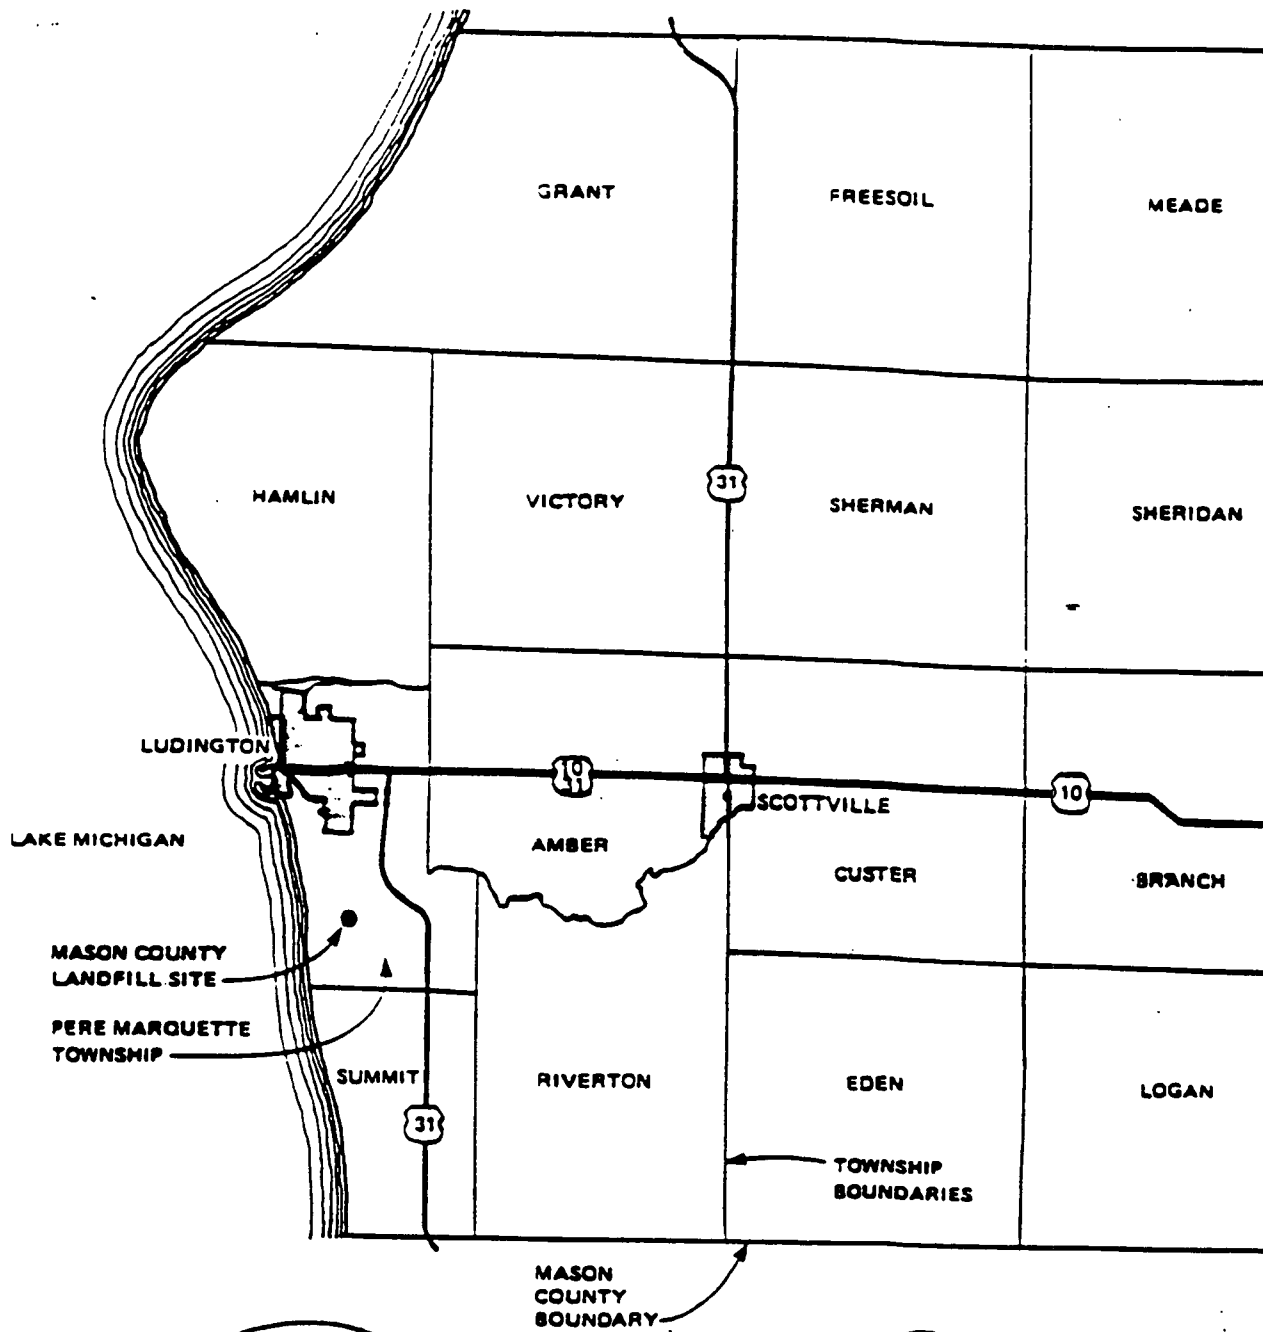 GRANT
FREESOIL
MEADE
HAMLIN
VICTORY
31
SHERMAN
SHERIDAN
LUDINGTON
10
10
SCOTTVILLE
LAKE MICHIGAN
AMBER
CUSTER
BRANCH
MASON COUNTY
LANDFILL SITE
PERE MARQUETTE
TOWNSHIP
SUMMIT
RIVERTON
EDEN
LOGAN
31
TOWNSHIP
BOUNDARIES
MASON
COUNTY
BOUNDARY